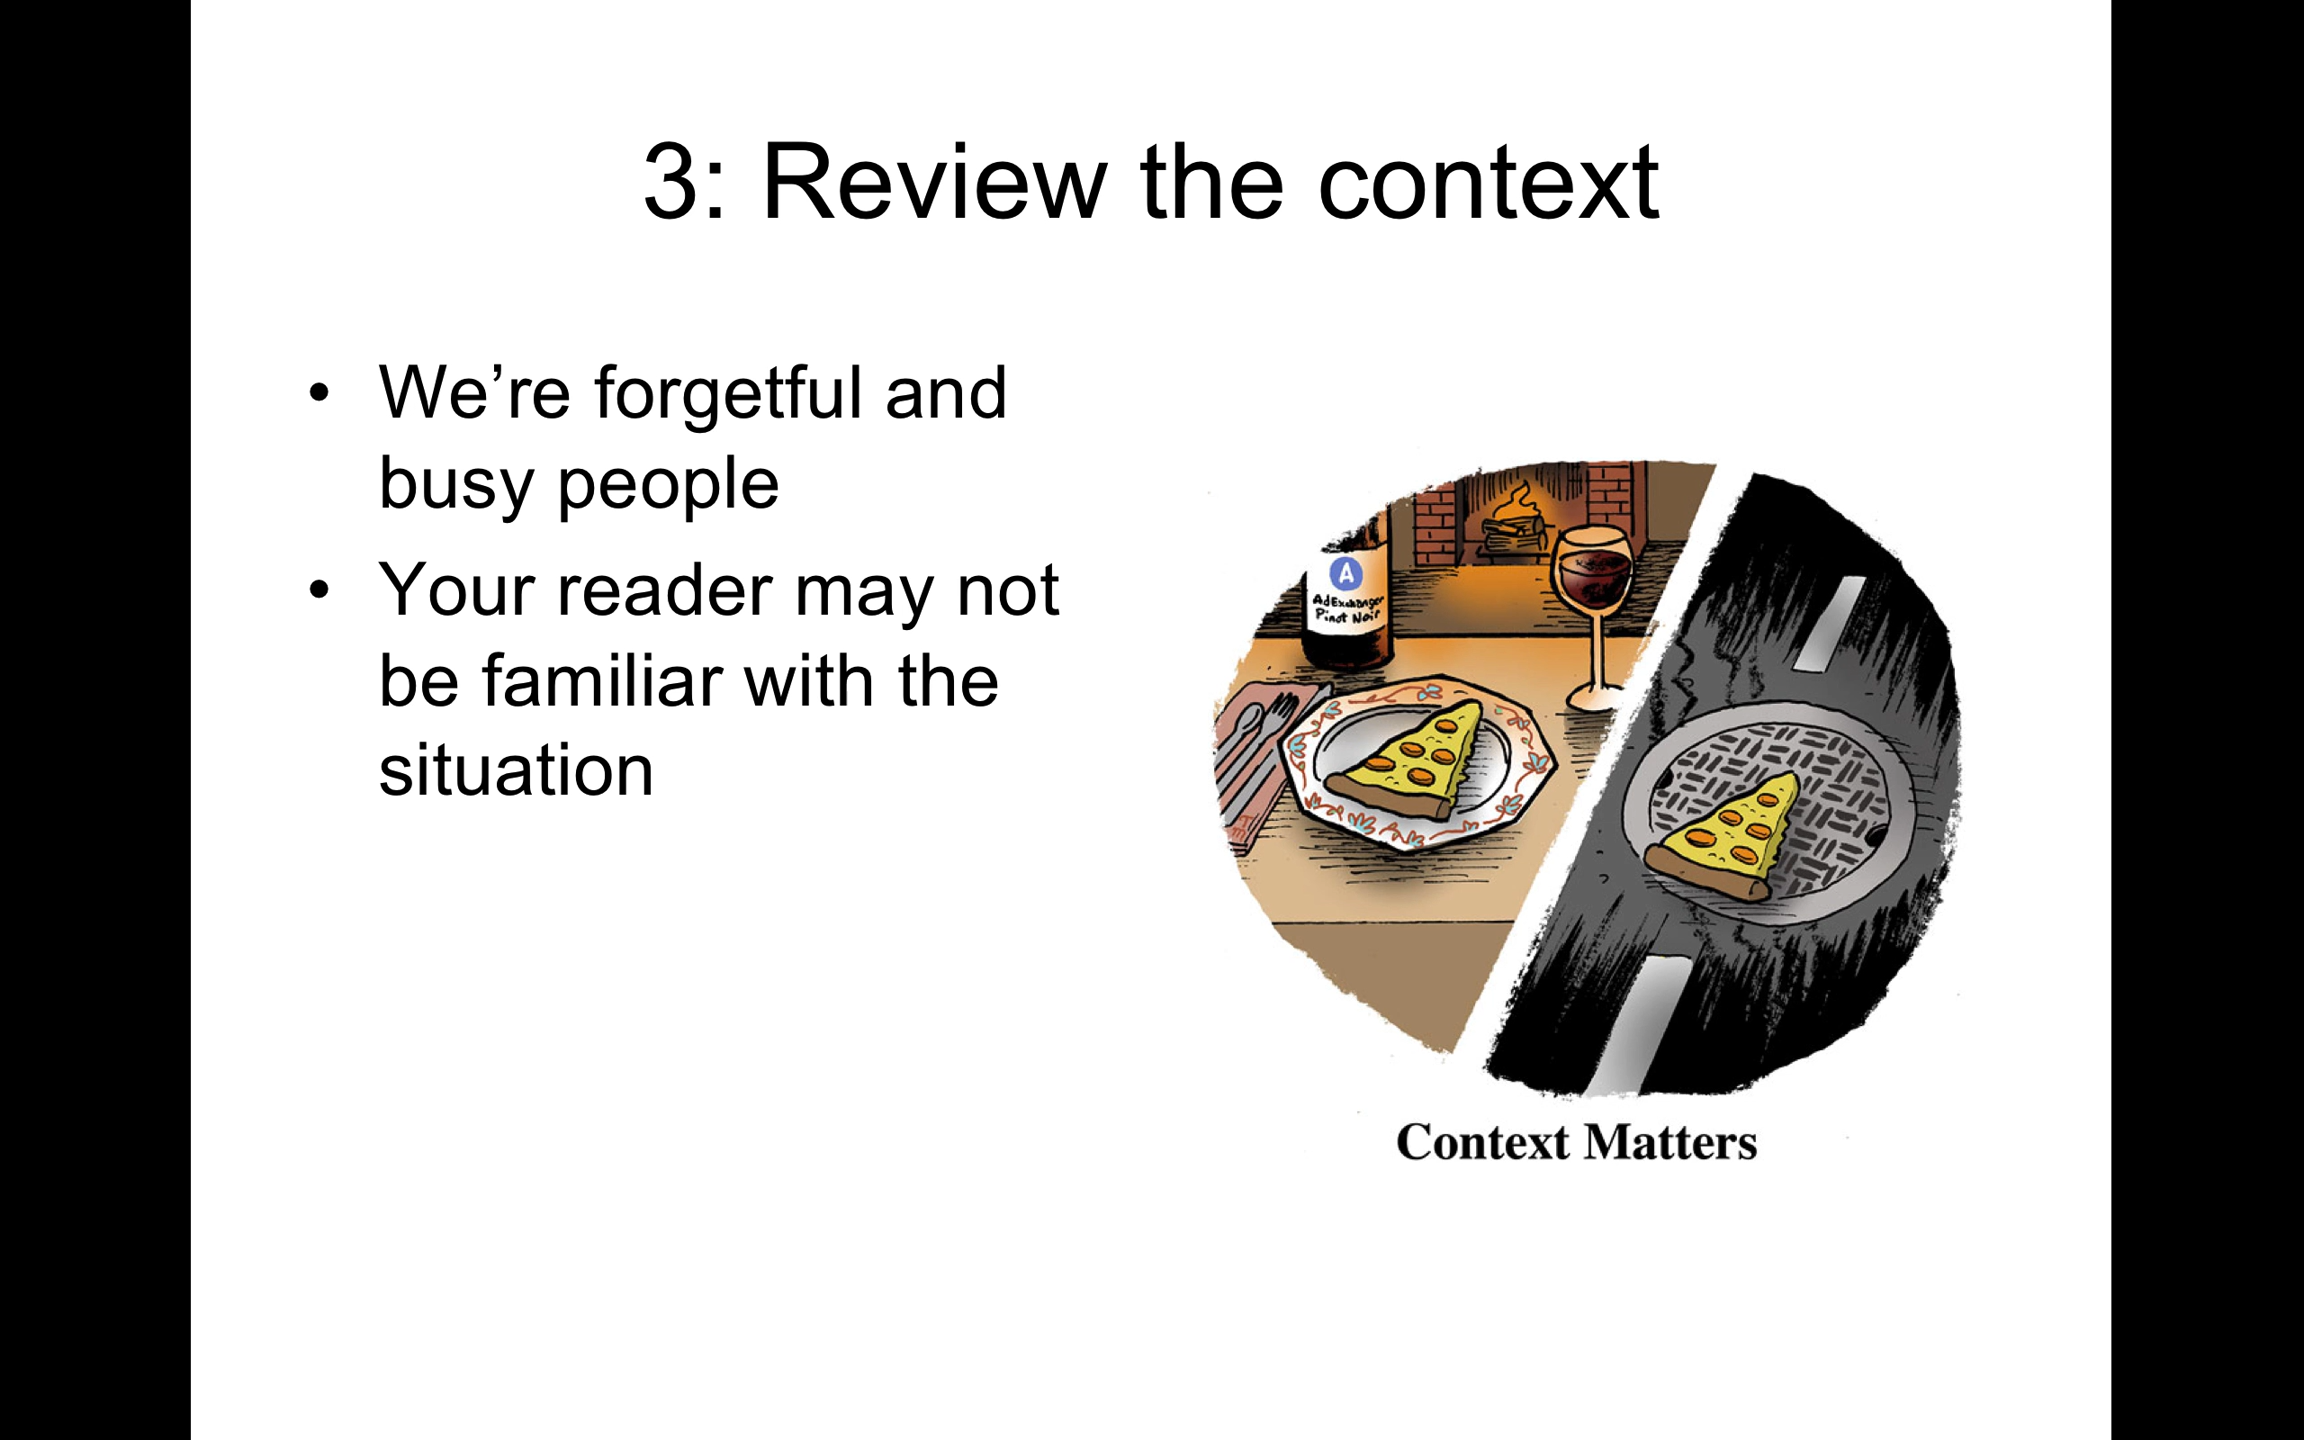 3: Review the context
• We’re forgetful and
busy people
• Your reader may not
be familiar with the
situation
A
AdExchanger
Pinot Noir
Context Matters